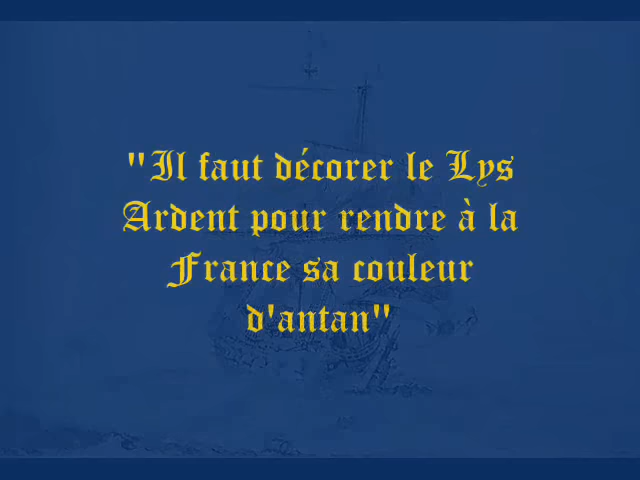 "Il faut décorer le Lys
Ardent pour rendre à la
France sa couleur
d'antan"